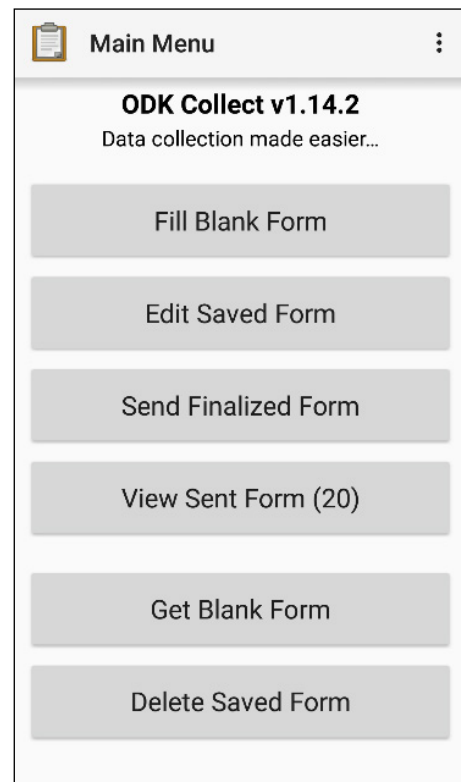 Main Menu
ODK Collect v1.14.2
Data collection made easier...
Fill Blank Form
Edit Saved Form
Send Finalized Form
View Sent Form (20)
Get Blank Form
Delete Saved Form